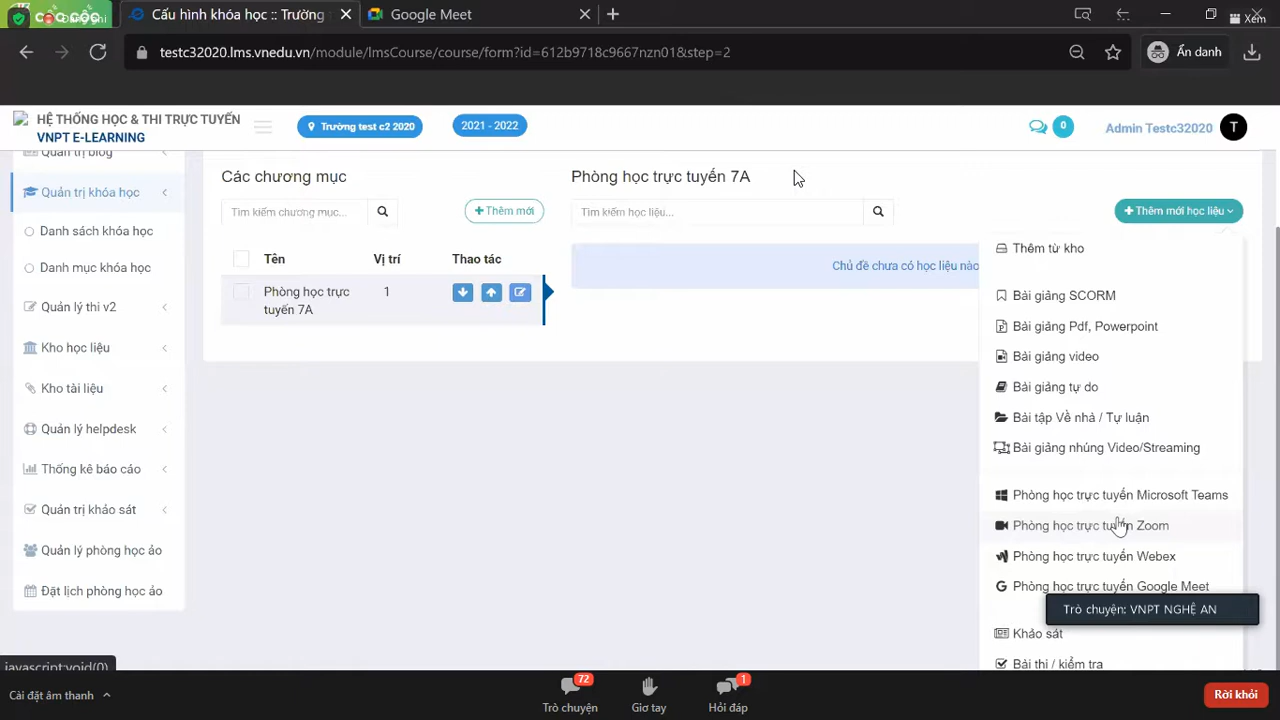 Cấu hình khóa học :: Trường
Google Meet
Xem
testc32020.lms.vnedu.vn/module/lmsCourse/course/form?id=612b9718c9667nzn01&step=2
Ẩn danh
HỆ THỐNG HỌC & THI TRỰC TUYẾN
VNPT E-LEARNING
Trường test c2 2020
2021 - 2022
0
Admin Testc32020
T
Quản trị blog
Quản trị khóa học
Danh sách khóa học
Danh mục khóa học
Quản lý thi v2
Kho học liệu
Kho tài liệu
Quản lý helpdesk
Thống kê báo cáo
Quản trị khảo sát
Quản lý phòng học ảo
Đặt lịch phòng học ảo
Các chương mục
Tìm kiếm chương mục...
Thêm mới
Tên
Vị trí
Thao tác
Phòng học trực
tuyến 7A
1
Phòng học trực tuyến 7A
Tìm kiếm học liệu...
Thêm mới học liệu
Chủ đề chưa có học liệu nào
Thêm từ kho
Bài giảng SCORM
Bài giảng Pdf, Powerpoint
Bài giảng video
Bài giảng tự do
Bài tập Về nhà / Tự luận
Bài giảng nhúng Video/Streaming
Phòng học trực tuyến Microsoft Teams
Phòng học trực tuyến Zoom
Phòng học trực tuyến Webex
Phòng học trực tuyến Google Meet
Trò chuyện: VNPT NGHỆ AN
Khảo sát
Bài thi / kiểm tra
javascript:void(0)
Cài đặt âm thanh
72
Trò chuyện
Giơ tay
1
Hỏi đáp
Rời khỏi